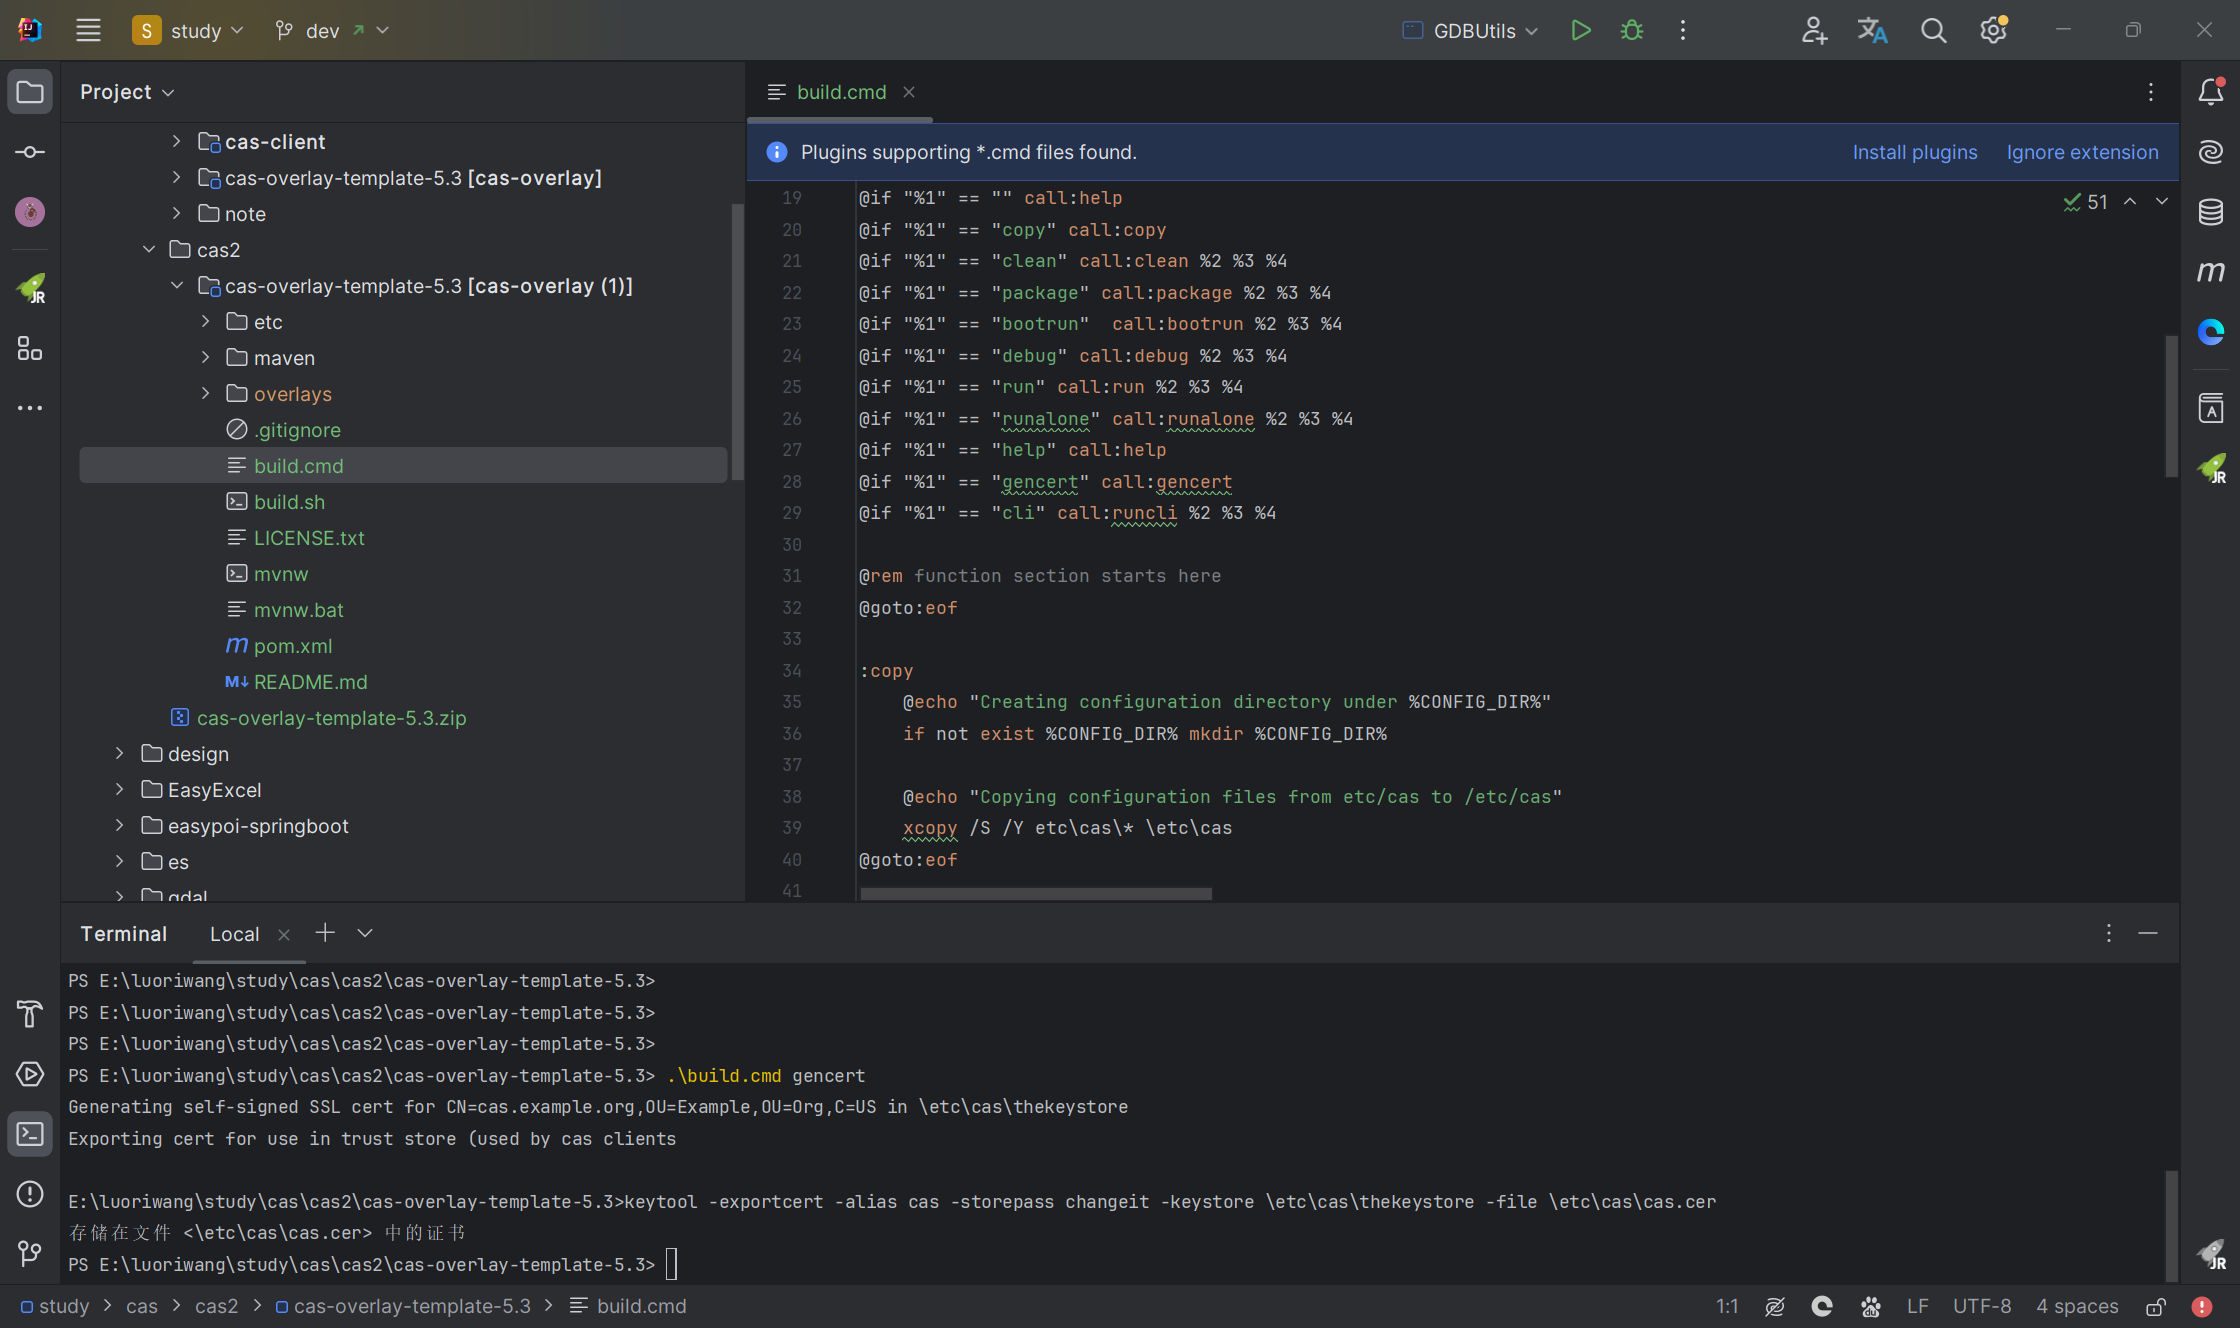 S study dev GDBUtils
Project
cas-client
cas-overlay-template-5.3 [cas-overlay]
note
cas2
cas-overlay-template-5.3 [cas-overlay (1)]
etc
maven
overlays
.gitignore
build.cmd
build.sh
LICENSE.txt
mvnw
mvnw.bat
pom.xml
README.md
cas-overlay-template-5.3.zip
design
EasyExcel
easypoi-springboot
es
gdal
build.cmd
Plugins supporting *.cmd files found. Install plugins Ignore extension
51
19 @if "%1" == "" call:help
20 @if "%1" == "copy" call:copy
21 @if "%1" == "clean" call:clean %2 %3 %4
22 @if "%1" == "package" call:package %2 %3 %4
23 @if "%1" == "bootrun"  call:bootrun %2 %3 %4
24 @if "%1" == "debug" call:debug %2 %3 %4
25 @if "%1" == "run" call:run %2 %3 %4
26 @if "%1" == "runalone" call:runalone %2 %3 %4
27 @if "%1" == "help" call:help
28 @if "%1" == "gencert" call:gencert
29 @if "%1" == "cli" call:runcli %2 %3 %4
30
31 @rem function section starts here
32 @goto:eof
33
34 :copy
35     @echo "Creating configuration directory under %CONFIG_DIR%"
36     if not exist %CONFIG_DIR% mkdir %CONFIG_DIR%
37
38     @echo "Copying configuration files from etc/cas to /etc/cas"
39     xcopy /S /Y etc\cas\* \etc\cas
40 @goto:eof
41
Terminal Local
PS E:\luoriwang\study\cas\cas2\cas-overlay-template-5.3>
PS E:\luoriwang\study\cas\cas2\cas-overlay-template-5.3>
PS E:\luoriwang\study\cas\cas2\cas-overlay-template-5.3>
PS E:\luoriwang\study\cas\cas2\cas-overlay-template-5.3> .\build.cmd gencert
Generating self-signed SSL cert for CN=cas.example.org,OU=Example,OU=Org,C=US in \etc\cas\thekeystore
Exporting cert for use in trust store (used by cas clients
E:\luoriwang\study\cas\cas2\cas-overlay-template-5.3>keytool -exportcert -alias cas -storepass changeit -keystore \etc\cas\thekeystore -file \etc\cas\cas.cer
存储在文件 <\etc\cas\cas.cer> 中的证书
PS E:\luoriwang\study\cas\cas2\cas-overlay-template-5.3>
study > cas > cas2 > cas-overlay-template-5.3 > build.cmd 1:1 LF UTF-8 4 spaces